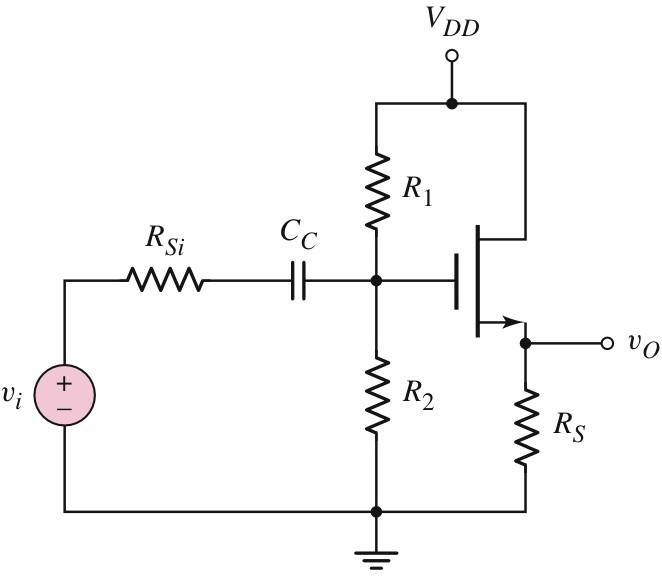 V_DD
R_1
R_Si
C_C
v_O
v_i
+
−
R_2
R_S